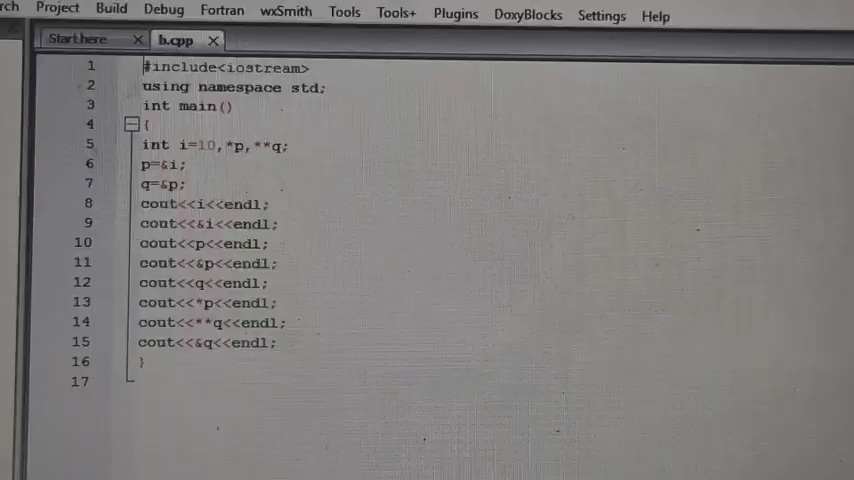 Project Build Debug Fortran wxSmith Tools Tools+ Plugins DoxyBlocks Settings Help
Start here × b.cpp ×
1 #include<iostream>
2 using namespace std;
3 int main()
4 {
5 int i=10,*p,**q;
6 p=&i;
7 q=&p;
8 cout<<i<<endl;
9 cout<<&i<<endl;
10 cout<<p<<endl;
11 cout<<&p<<endl;
12 cout<<q<<endl;
13 cout<<*p<<endl;
14 cout<<**q<<endl;
15 cout<<&q<<endl;
16 }
17